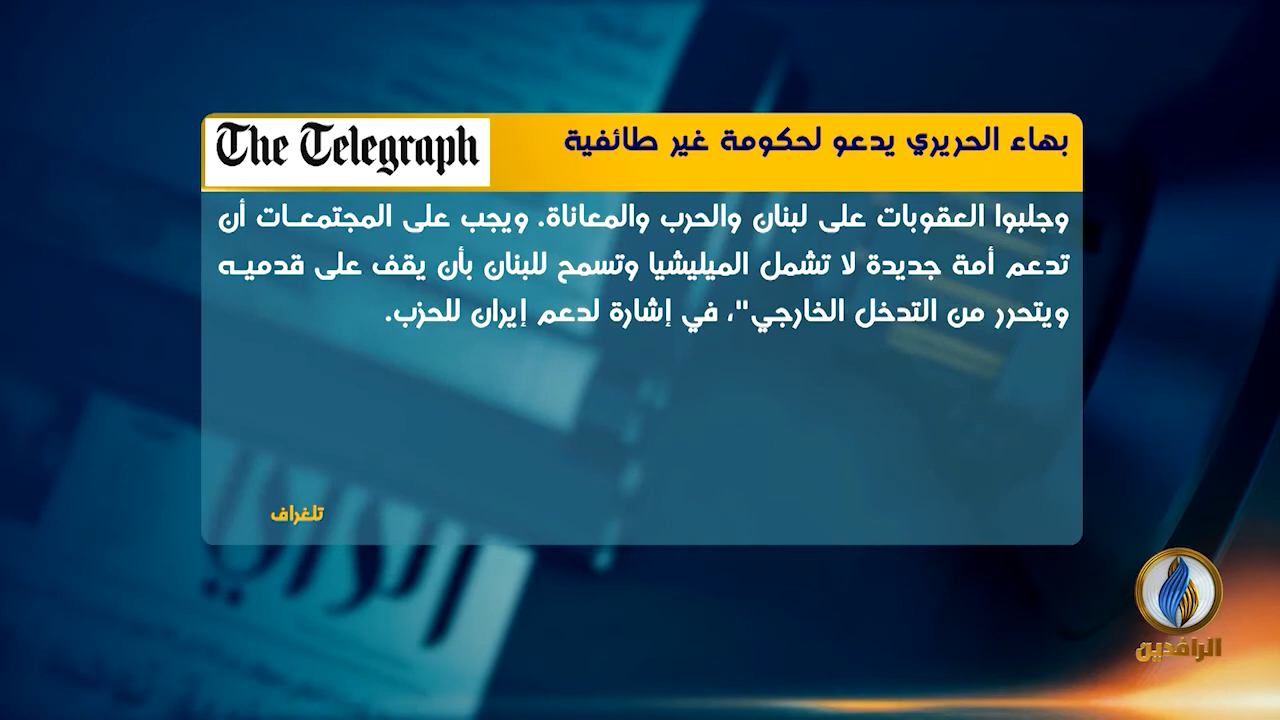 بهاء الحريري يدعو لحكومة غير طائفية
The Telegraph
وجلبوا العقوبات على لبنان والحرب والمعاناة. ويجب على المجتمعـات أن
تدعم أمة جديدة لا تشمل الميليشيا وتسمح للبنان بأن يقف على قدميـه
ويتحرر من التدخل الخارجي"، في إشارة لدعم إيران للحزب.
تلغراف
الرافدين
الراي